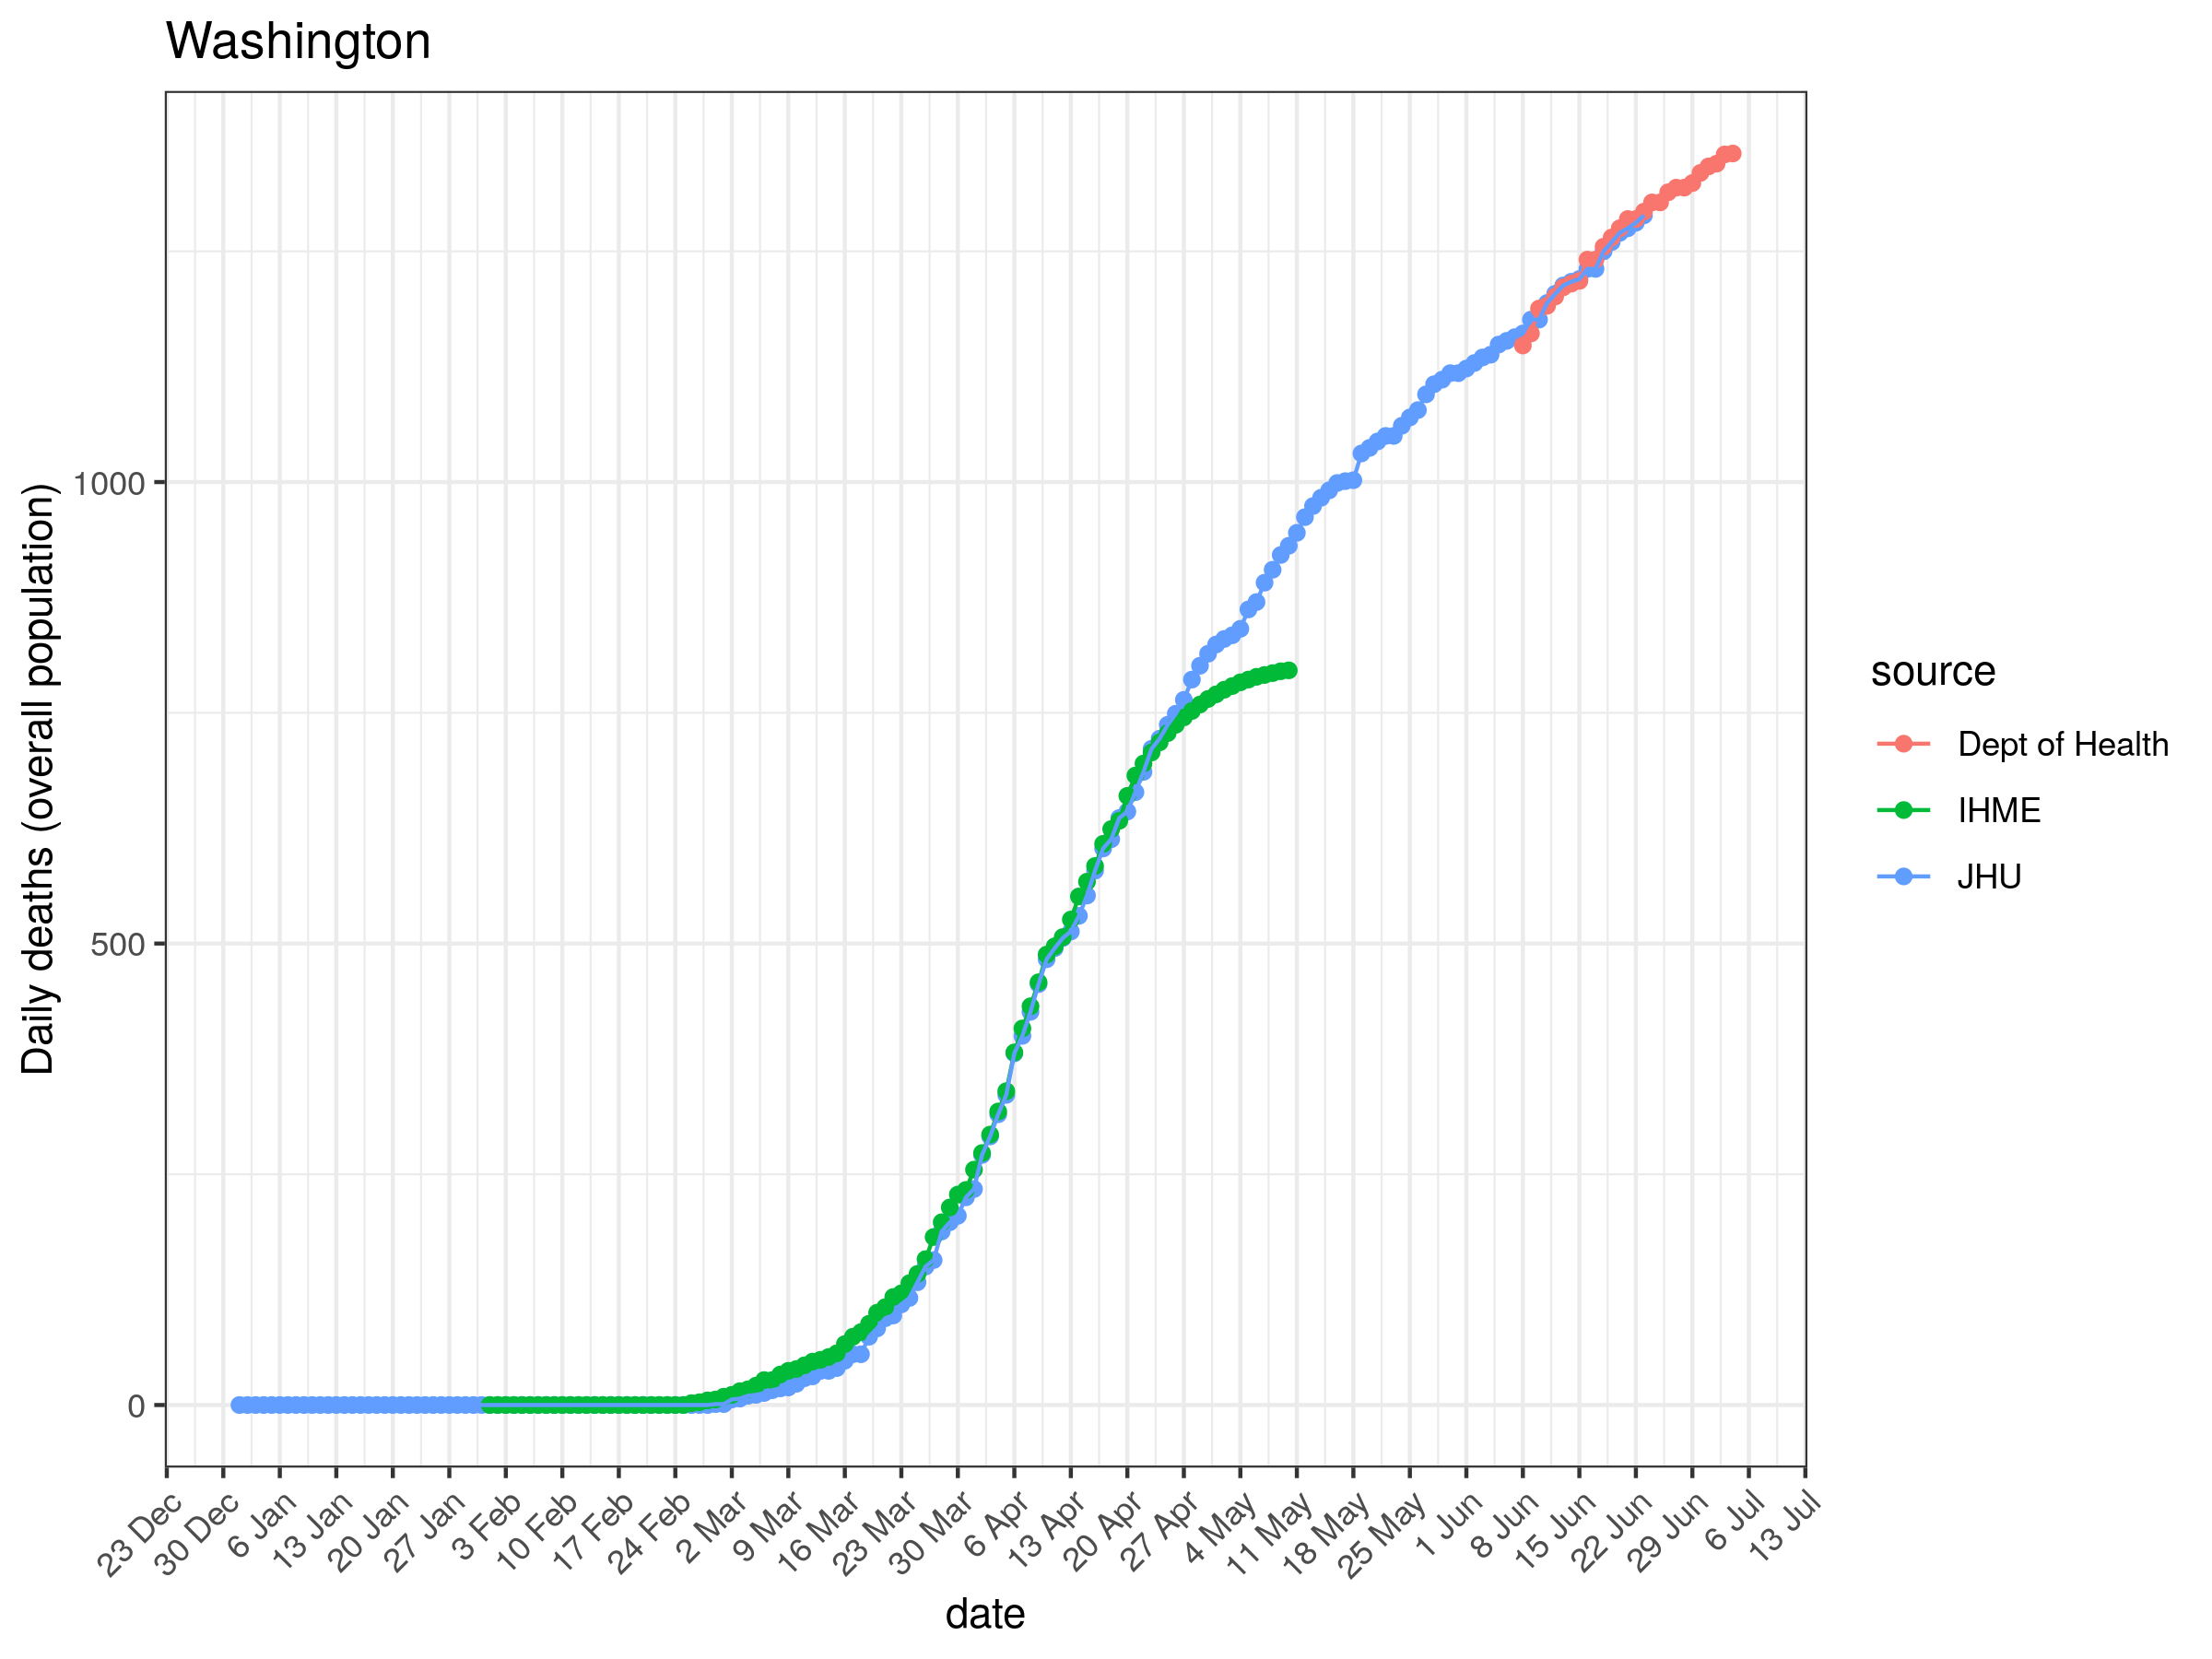 Washington
Daily deaths (overall population)
1000
500
0
23 Dec
30 Dec
6 Jan
13 Jan
20 Jan
27 Jan
3 Feb
10 Feb
17 Feb
24 Feb
2 Mar
9 Mar
16 Mar
23 Mar
30 Mar
6 Apr
13 Apr
20 Apr
27 Apr
4 May
11 May
18 May
25 May
1 Jun
8 Jun
15 Jun
22 Jun
29 Jun
6 Jul
13 Jul
date
source
Dept of Health
IHME
JHU